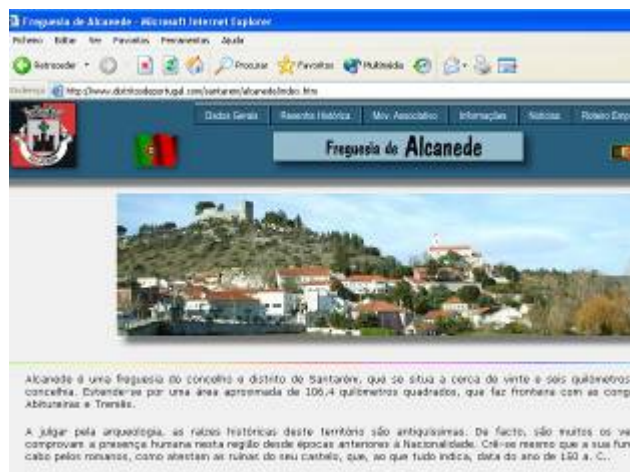 Freguesia de Alcanede - Microsoft Internet Explorer
Ficheiro Editar Ver Favoritos Ferramentas Ajuda
Retroceder Procurar Favoritos Multimédia
http://www.distritosdeportugal.com/santarem/alcanede/index.htm
Dados Gerais Resenha Histórica Mov. Associativo Informações Notícias Roteiro Emp
Freguesia de Alcanede
Alcanede é uma freguesia do concelho e distrito de Santarém, que se situa a cerca de vinte e seis quilómetros
concelhia. Estende-se por uma área aproximada de 106,4 quilómetros quadrados, que faz fronteira com as cong
Abitureiras e Tremês.
A julgar pela arqueologia, as raízes históricas deste território são antiquíssimas. De facto, são muitos os ve
comprovam a presença humana nesta região desde épocas anteriores à Nacionalidade. Crê-se mesmo que a sua fun
cabo pelos romanos, como atestam as ruínas do seu castelo, que, ao que tudo indica, data do ano de 150 a. C..